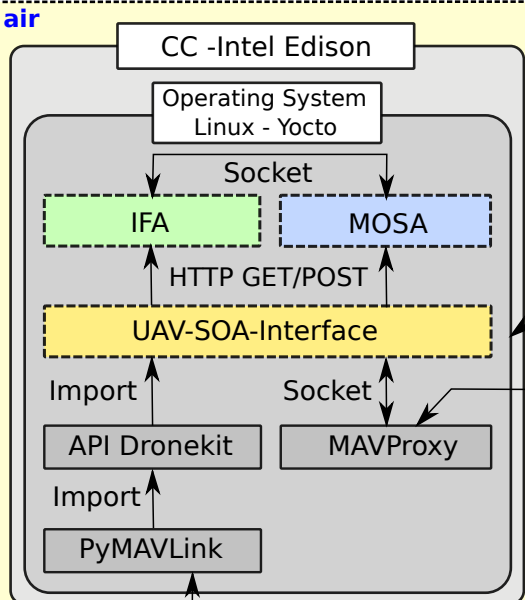 air
CC -Intel Edison
Operating System
Linux - Yocto
Socket
IFA
MOSA
HTTP GET/POST
UAV-SOA-Interface
Import
Socket
API Dronekit
MAVProxy
Import
PyMAVLink